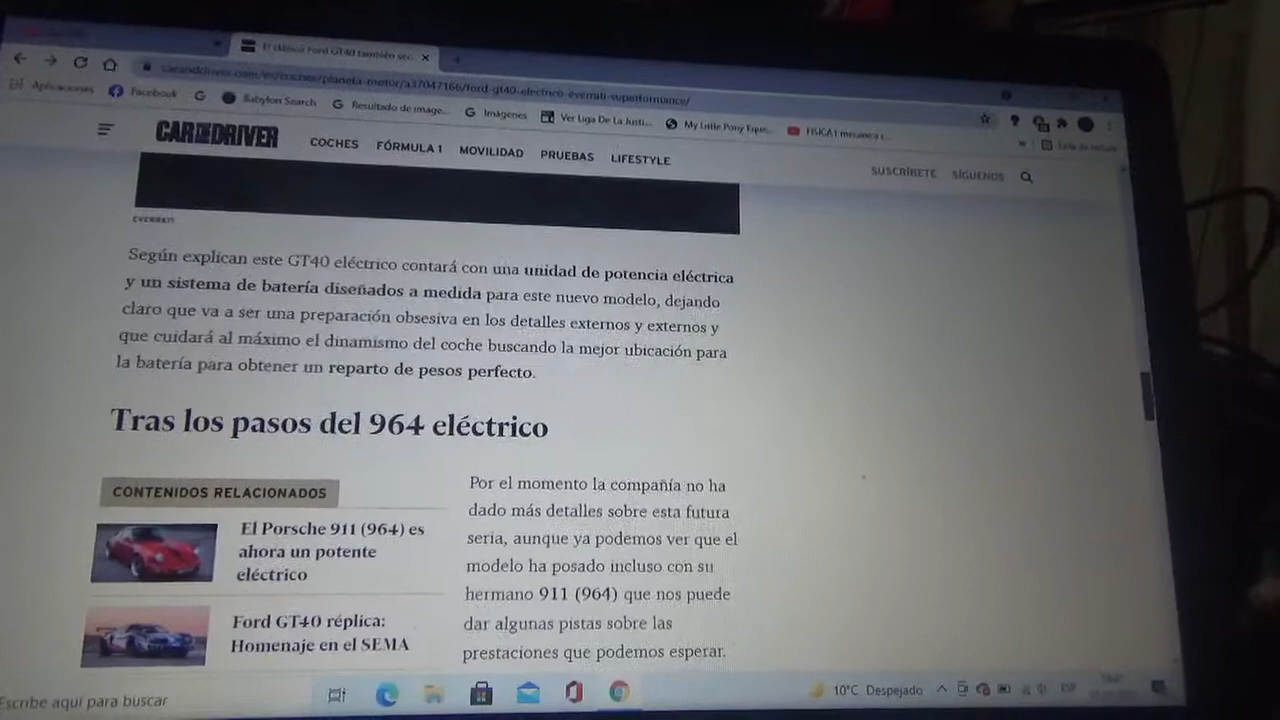 El clásico Ford GT40 también ser
carandriver.com/es/coches/planeta-motor/a37047166/ford-gt40-electrico-everrati-superformance/
Aplicaciones Facebook Babylon Search Resultado de image... Imágenes Ver Liga De La Justi... My Little Pony Eque... FISICA I mecanica c...
CAR AND DRIVER COCHES FÓRMULA 1 MOVILIDAD PRUEBAS LIFESTYLE SUSCRÍBETE SÍGUENOS
EVERRATI
Según explican este GT40 eléctrico contará con una unidad de potencia eléctrica
y un sistema de batería diseñados a medida para este nuevo modelo, dejando
claro que va a ser una preparación obsesiva en los detalles externos y externos y
que cuidará al máximo el dinamismo del coche buscando la mejor ubicación para
la batería para obtener un reparto de pesos perfecto.
Tras los pasos del 964 eléctrico
CONTENIDOS RELACIONADOS
El Porsche 911 (964) es
ahora un potente
eléctrico
Ford GT40 réplica:
Homenaje en el SEMA
Por el momento la compañía no ha
dado más detalles sobre esta futura
seria, aunque ya podemos ver que el
modelo ha posado incluso con su
hermano 911 (964) que nos puede
dar algunas pistas sobre las
prestaciones que podemos esperar.
Escribe aquí para buscar 10°C Despejado ESP